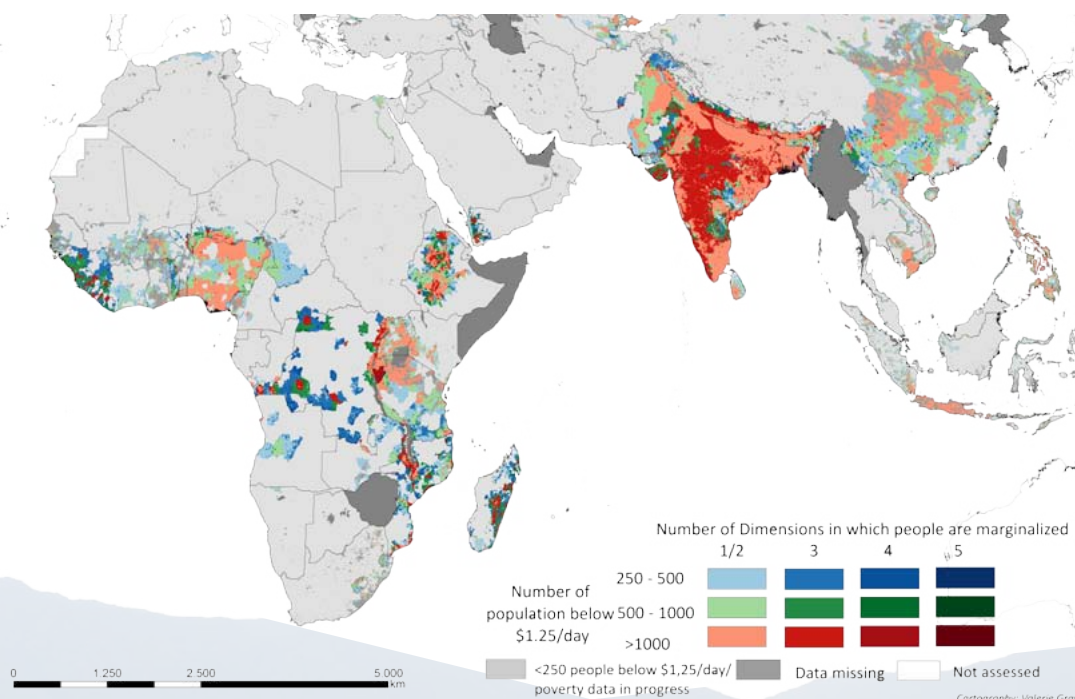 Number of Dimensions in which people are marginalized
1/2 3 4 5
250 - 500
Number of
population below
$1.25/day
500 - 1000
>1000
<250 people below $1,25/day/
poverty data in progress
Data missing
Not assessed
0 1 250 2 500 5 000
km
Cartography: Valerie